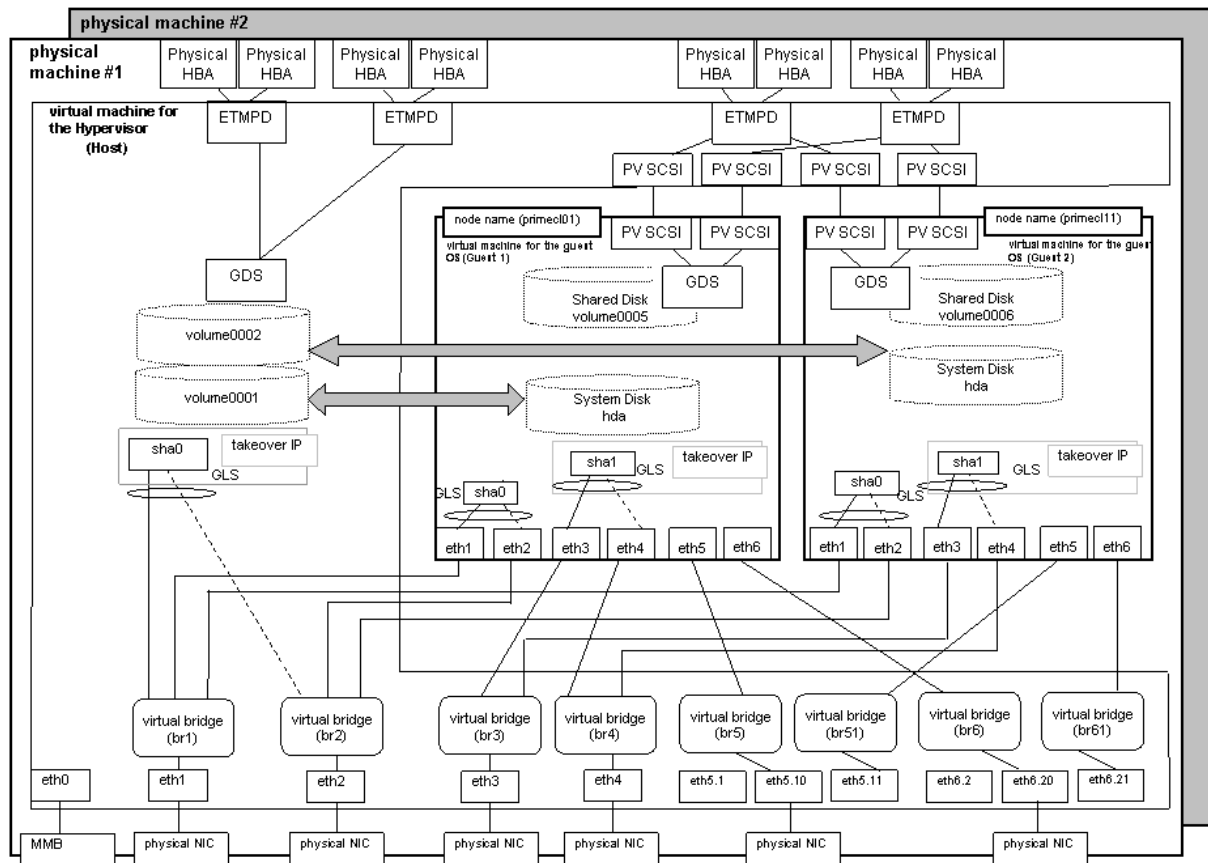 physical machine #2
physical
machine #1
Physical
HBA
Physical
HBA
Physical
HBA
Physical
HBA
Physical
HBA
Physical
HBA
Physical
HBA
Physical
HBA
virtual machine for
the Hypervisor
(Host)
ETMPD
ETMPD
ETMPD
ETMPD
PV SCSI
PV SCSI
PV SCSI
PV SCSI
node name (primecl01)
virtual machine for the guest
OS (Guest 1)
PV SCSI
PV SCSI
PV SCSI
PV SCSI
node name (primecl11)
virtual machine for the guest
OS (Guest 2)
GDS
GDS
GDS
Shared Disk
volume0005
Shared Disk
volume0006
volume0002
System Disk
hda
volume0001
System Disk
hda
sha0
takeover IP
GLS
sha1
GLS
takeover IP
sha1
GLS
takeover IP
GLS
sha0
sha0
GLS
eth1
eth2
eth3
eth4
eth5
eth6
eth1
eth2
eth3
eth4
eth5
eth6
virtual bridge
(br1)
virtual bridge
(br2)
virtual bridge
(br3)
virtual bridge
(br4)
virtual bridge
(br5)
virtual bridge
(br51)
virtual bridge
(br6)
virtual bridge
(br61)
eth0
eth1
eth2
eth3
eth4
eth5.1
eth5.10
eth5.11
eth6.2
eth6.20
eth6.21
MMB
physical NIC
physical NIC
physical NIC
physical NIC
physical NIC
physical NIC